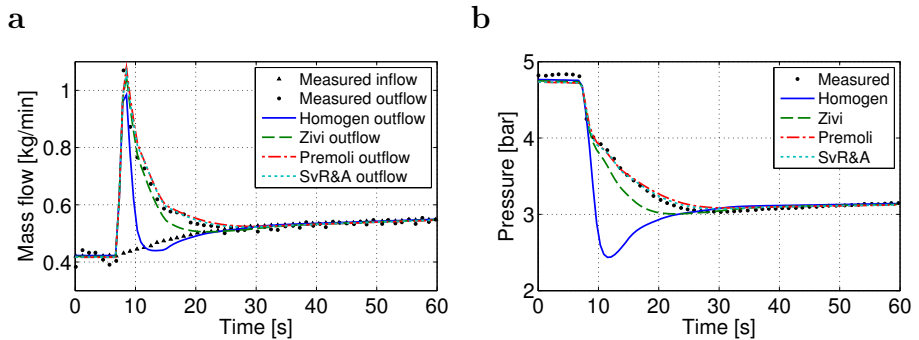 a
b
Mass flow [kg/min]
1
0.8
0.6
0.4
0
10
20
30
40
50
60
Time [s]
Measured inflow
Measured outflow
Homogen outflow
Zivi outflow
Premoli outflow
SvR&A outflow
Pressure [bar]
5
4
3
2
0
10
20
30
40
50
60
Time [s]
Measured
Homogen
Zivi
Premoli
SvR&A